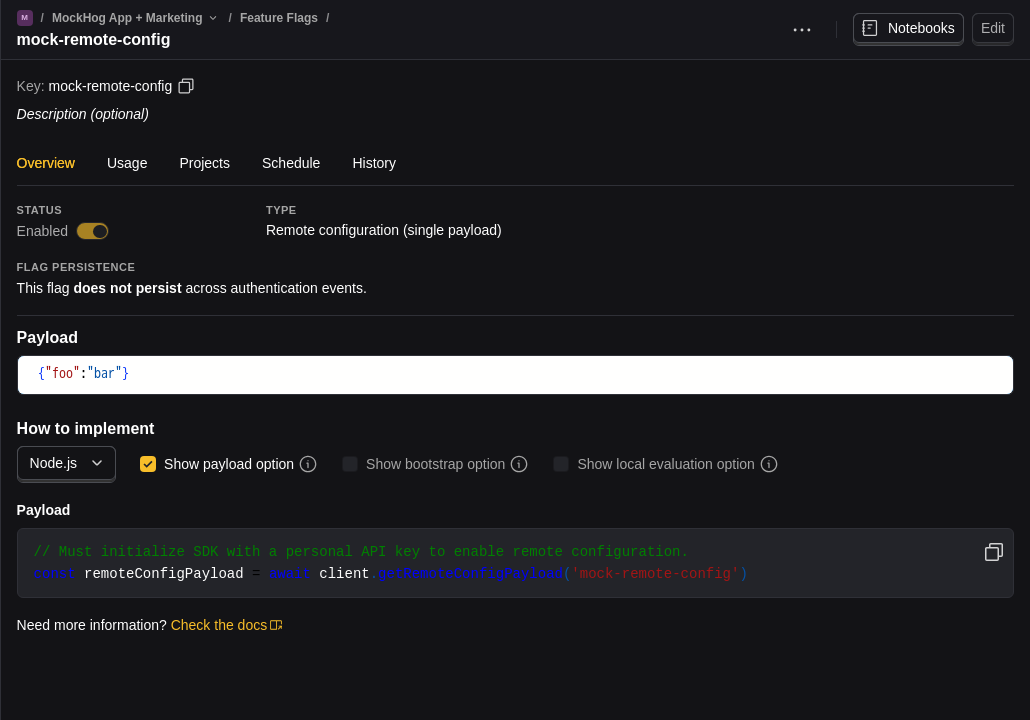 M / MockHog App + Marketing / Feature Flags /
mock-remote-config
Notebooks
Edit
Key: mock-remote-config
Description (optional)
Overview Usage Projects Schedule History
STATUS TYPE
Enabled Remote configuration (single payload)
FLAG PERSISTENCE
This flag does not persist across authentication events.
Payload
{"foo":"bar"}
How to implement
Node.js Show payload option Show bootstrap option Show local evaluation option
Payload
// Must initialize SDK with a personal API key to enable remote configuration.
const remoteConfigPayload = await client.getRemoteConfigPayload('mock-remote-config')
Need more information? Check the docs